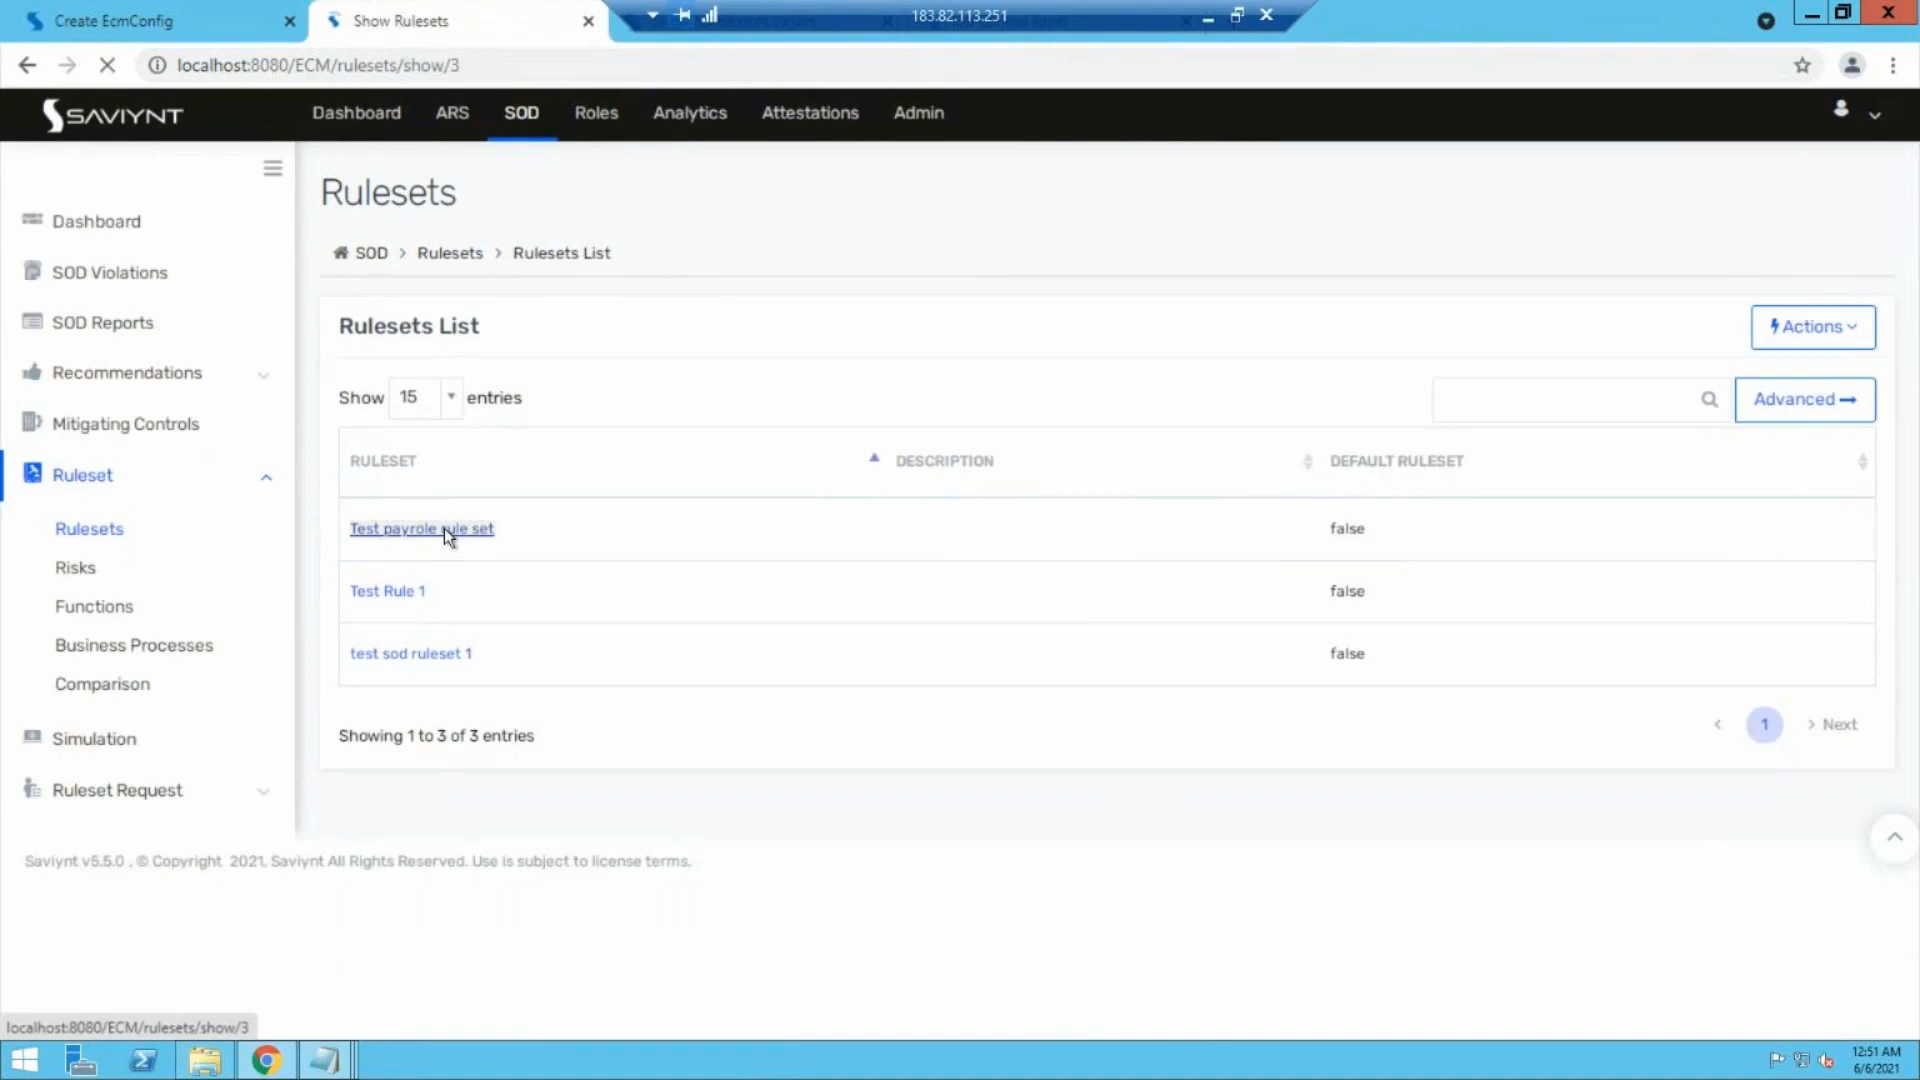 Create EcmConfig
Show Rulesets
183.82.113.251
localhost:8080/ECM/rulesets/show/3
SAVIYNT
Dashboard ARS SOD Roles Analytics Attestations Admin
Dashboard
SOD Violations
SOD Reports
Recommendations
Mitigating Controls
Ruleset
Rulesets
Risks
Functions
Business Processes
Comparison
Simulation
Ruleset Request
Rulesets
SOD > Rulesets > Rulesets List
Rulesets List
Actions
Show 15 entries
Advanced
RULESET DESCRIPTION DEFAULT RULESET
Test payrole rule set false
Test Rule 1 false
test sod ruleset 1 false
Showing 1 to 3 of 3 entries
< 1 > Next
Saviynt v5.5.0 , © Copyright 2021, Saviynt All Rights Reserved. Use is subject to license terms.
localhost:8080/ECM/rulesets/show/3
12:51 AM
6/6/2021